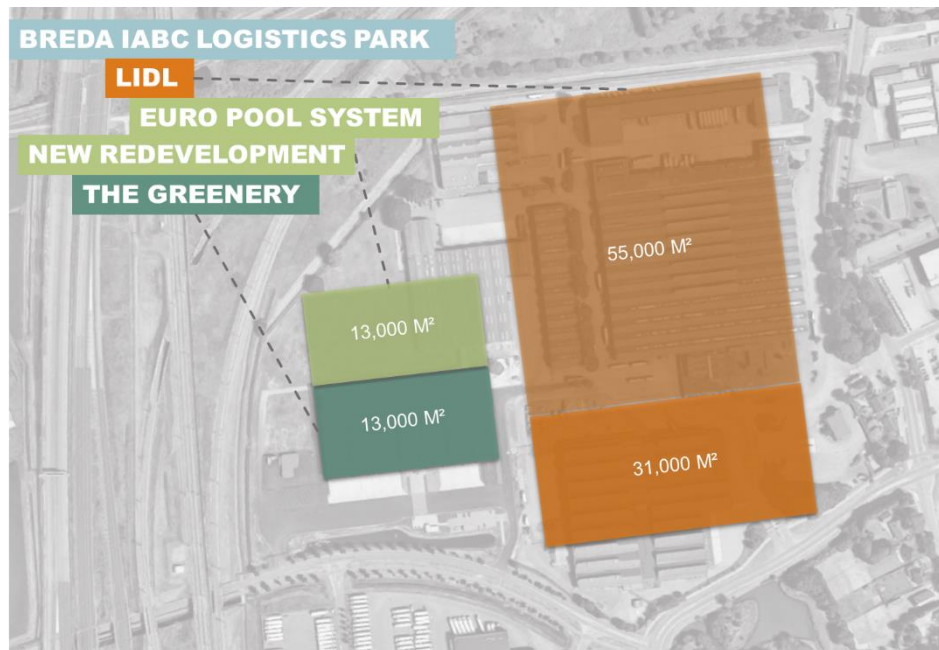 BREDA IABC LOGISTICS PARK
LIDL
EURO POOL SYSTEM
NEW REDEVELOPMENT
THE GREENERY
55,000 M²
13,000 M²
13,000 M²
31,000 M²